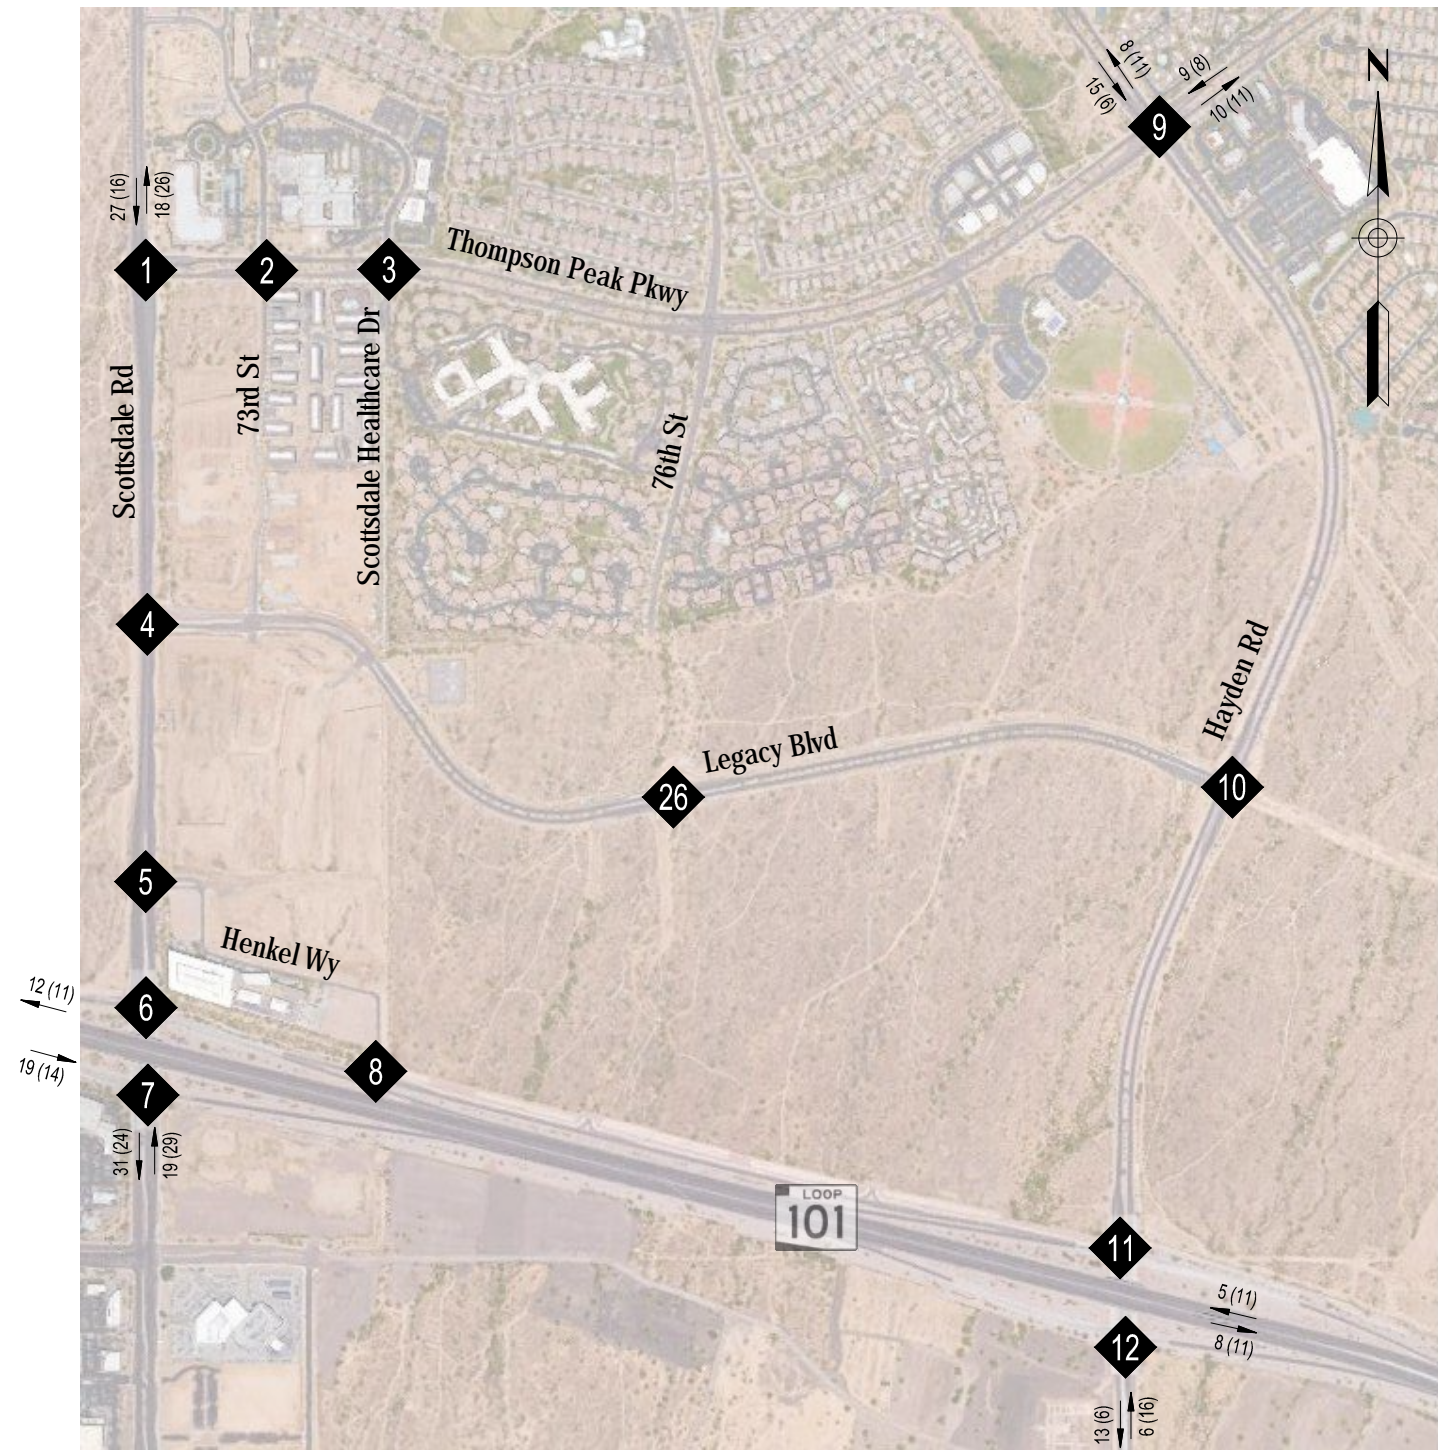 8 (11)
9 (8)
15 (6)
10 (11)
N
9
27 (16)
18 (26)
1
2
3
Thompson Peak Pkwy
Scottsdale Rd
73rd St
Scottsdale Healthcare Dr
76th St
4
Hayden Rd
Legacy Blvd
26
10
5
Henkel Wy
12 (11)
6
19 (14)
7
8
31 (24)
19 (29)
LOOP
101
11
5 (11)
8 (11)
12
13 (6)
6 (16)